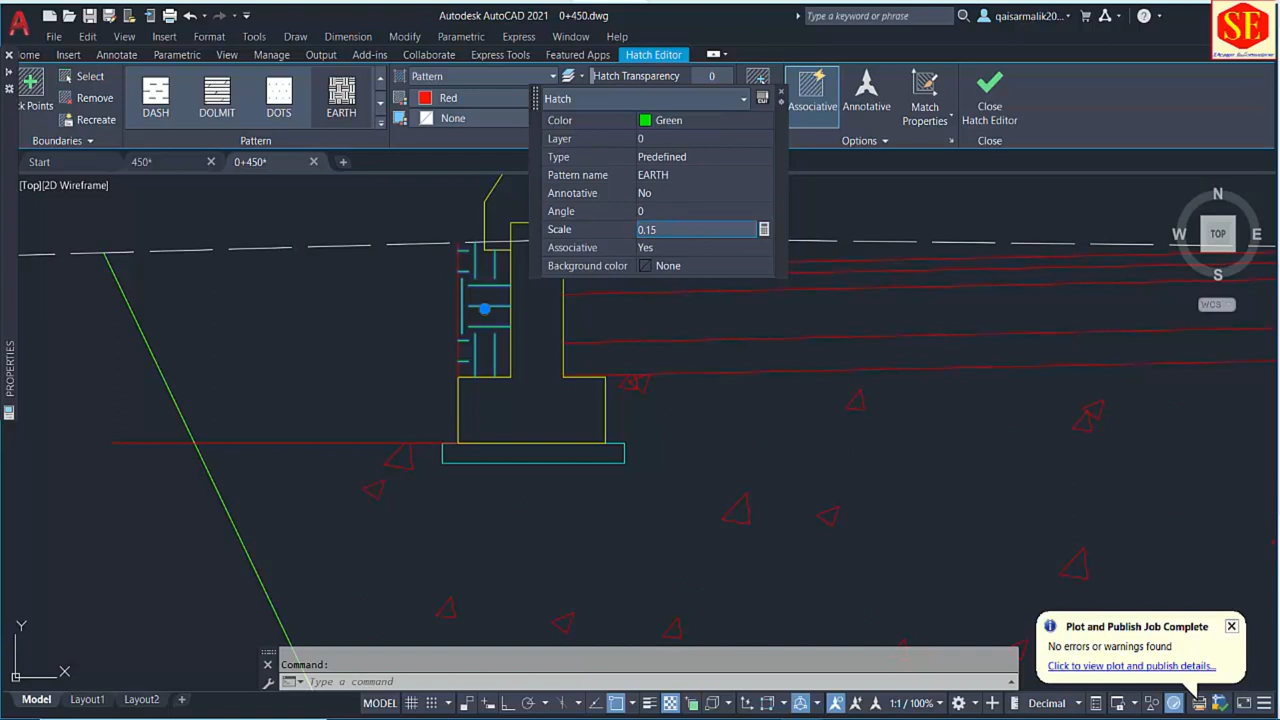 Autodesk AutoCAD 2021 0+450.dwg
Type a keyword or phrase
qaisarmalik20...
SE
File Edit View Insert Format Tools Draw Dimension Modify Parametric Express Window Help
ome Insert Annotate Parametric View Manage Output Add-ins Collaborate Express Tools Featured Apps Hatch Editor
ck Points
Select
Remove
Recreate
Boundaries
DASH
DOLMIT
DOTS
EARTH
Pattern
Pattern
Red
None
Hatch Transparency 0
Associative
Annotative
Match Properties
Options
Close Hatch Editor
Close
Hatch
Color Green
Layer 0
Type Predefined
Pattern name EARTH
Annotative No
Angle 0
Scale 0.15
Associative Yes
Background color None
Start 450* 0+450*
[Top][2D Wireframe]
N
W TOP E
S
WCS
PROPERTIES
Y
X
Plot and Publish Job Complete
No errors or warnings found
Click to view plot and publish details...
Command:
Type a command
Model Layout1 Layout2
MODEL
1:1 / 100%
Decimal